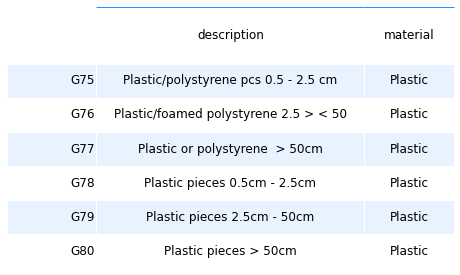 description material
G75 Plastic/polystyrene pcs 0.5 - 2.5 cm Plastic
G76 Plastic/foamed polystyrene 2.5 > < 50 Plastic
G77 Plastic or polystyrene  > 50cm Plastic
G78 Plastic pieces 0.5cm - 2.5cm Plastic
G79 Plastic pieces 2.5cm - 50cm Plastic
G80 Plastic pieces > 50cm Plastic